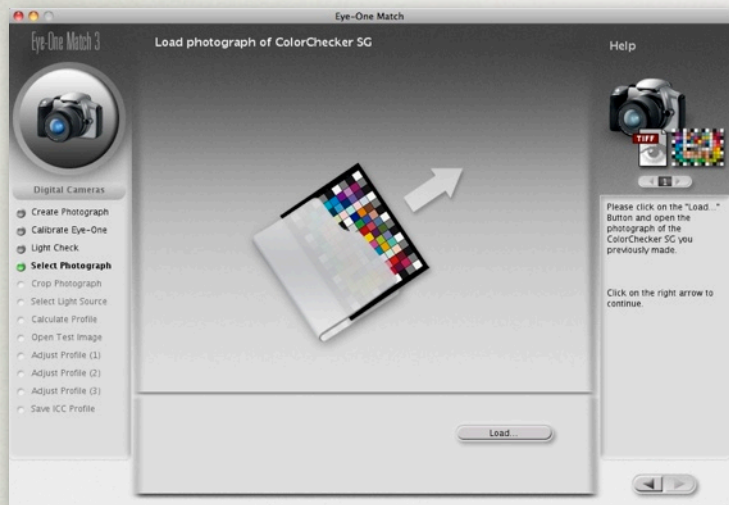 Eye-One Match
Eye-One Match 3
Load photograph of ColorChecker SG
Help
TIFF
1
Digital Cameras
Create Photograph
Calibrate Eye-One
Light Check
Select Photograph
Crop Photograph
Select Light Source
Calculate Profile
Open Test Image
Adjust Profile (1)
Adjust Profile (2)
Adjust Profile (3)
Save ICC Profile
Please click on the "Load..."
Button and open the
photograph of the
ColorChecker SG you
previously made.
Click on the right arrow to
continue.
Load...